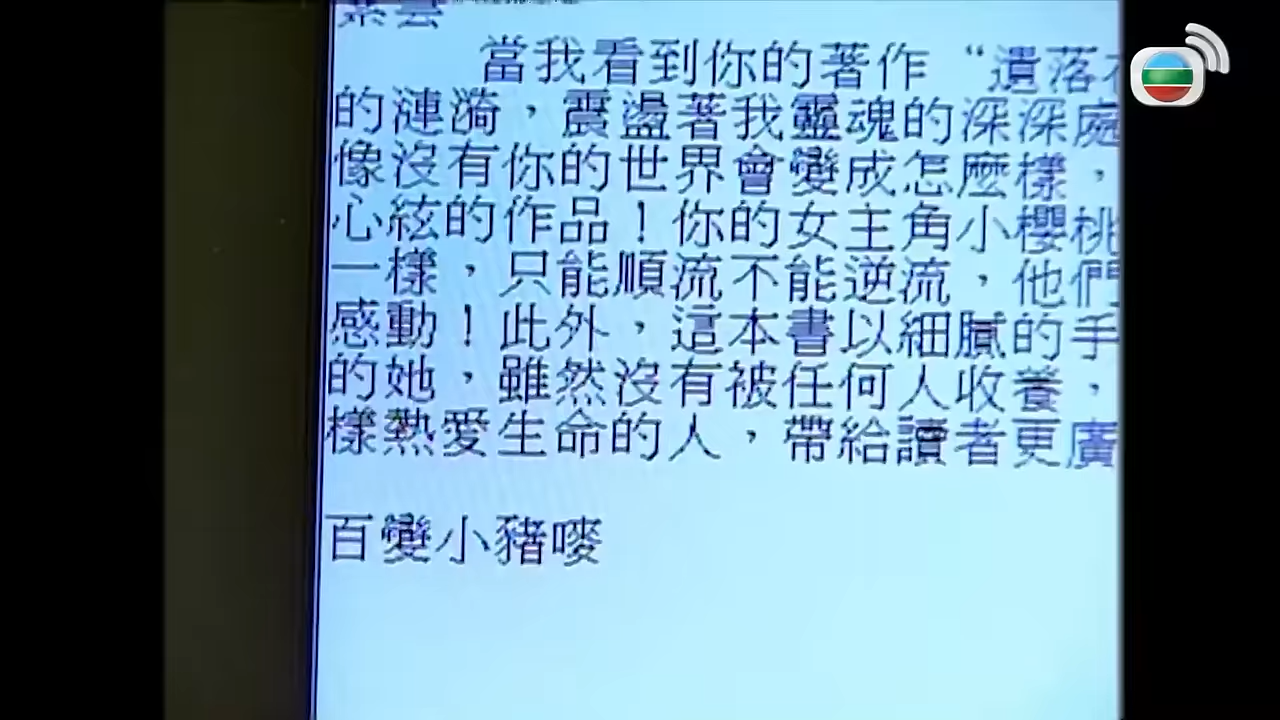 紫雲
當我看到你的著作“遺落在
的漣漪，震盪著我靈魂的深深處
像沒有你的世界會變成怎麼樣，
心絃的作品！你的女主角小櫻桃
一樣，只能順流不能逆流，他們
感動！此外，這本書以細膩的手
的她，雖然沒有被任何人收養，
樣熱愛生命的人，帶給讀者更廣
百變小豬嘜